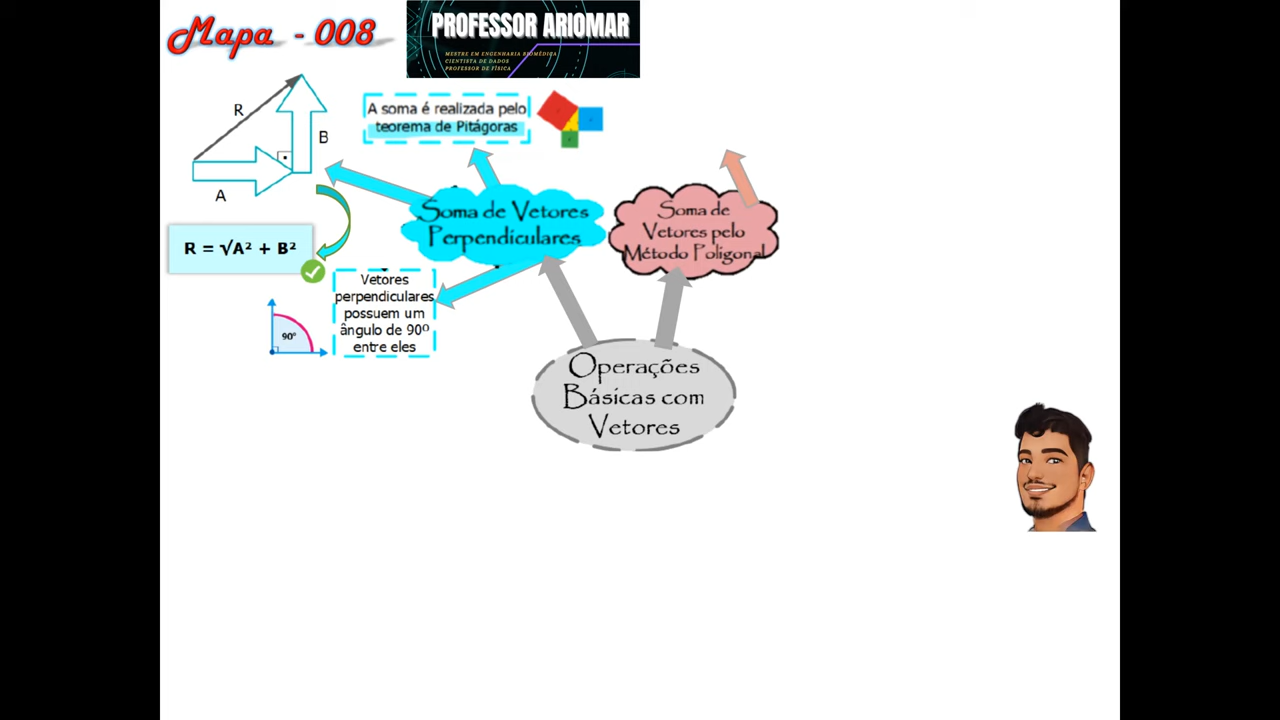 Mapa - 008
PROFESSOR ARIOMAR
MESTRE EM ENGENHARIA BIOMÉDICA
CIENTISTA DE DADOS
PROFESSOR DE FÍSICA
R
B
A
A soma é realizada pelo
teorema de Pitágoras
Soma de Vetores
Perpendiculares
Soma de
Vetores pelo
Método Poligonal
R = √A² + B²
Vetores
perpendiculares
possuem um
ângulo de 90º
entre eles
90°
Operações
Básicas com
Vetores